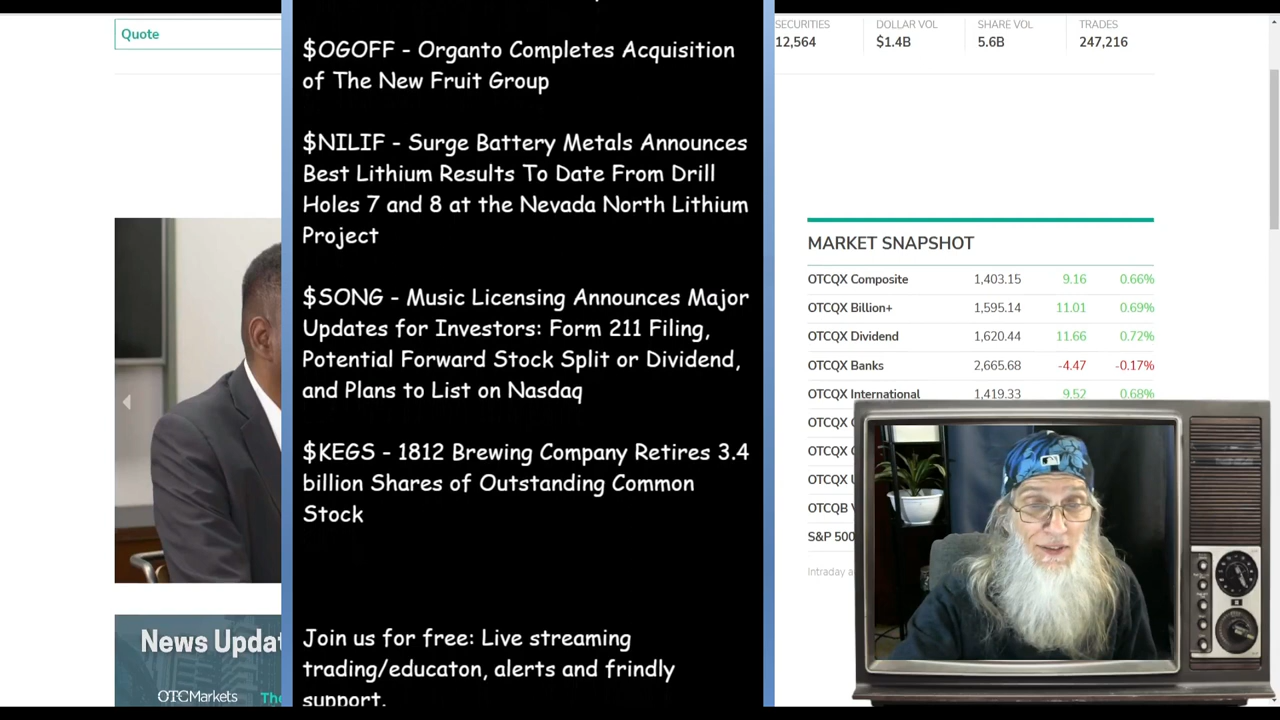 Quote
$OGOFF - Organto Completes Acquisition
of The New Fruit Group
$NILIF - Surge Battery Metals Announces
Best Lithium Results To Date From Drill
Holes 7 and 8 at the Nevada North Lithium
Project
$SONG - Music Licensing Announces Major
Updates for Investors: Form 211 Filing,
Potential Forward Stock Split or Dividend,
and Plans to List on Nasdaq
$KEGS - 1812 Brewing Company Retires 3.4
billion Shares of Outstanding Common
Stock
Join us for free: Live streaming
trading/educaton, alerts and frindly
support.
SECURITIES DOLLAR VOL SHARE VOL TRADES
12,564 $1.4B 5.6B 247,216
MARKET SNAPSHOT
OTCQX Composite 1,403.15 9.16 0.66%
OTCQX Billion+ 1,595.14 11.01 0.69%
OTCQX Dividend 1,620.44 11.66 0.72%
OTCQX Banks 2,665.68 -4.47 -0.17%
OTCQX International 1,419.33 9.52 0.68%
OTCQX
OTCQX
OTCQX
OTCQB
S&P 500
Intraday
News
OTCMarkets